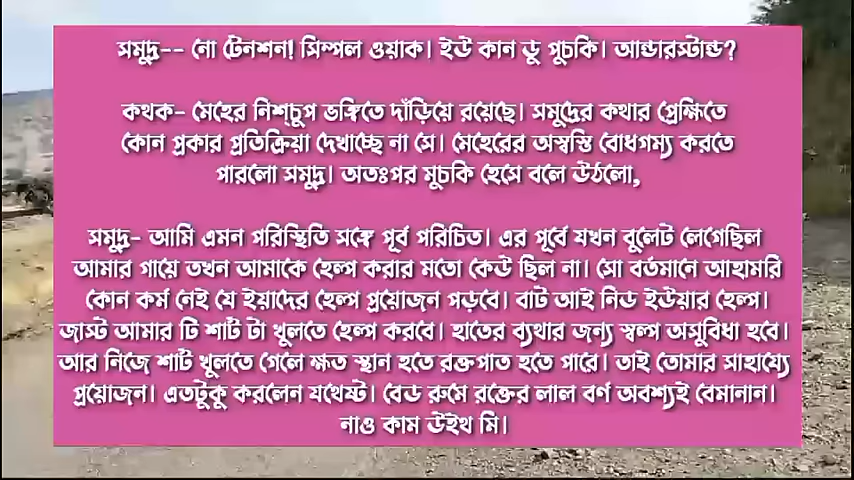 সমুদ্র-- নো টেনশন! সিম্পল ওয়াক। ইউ কান ডু পুচকি। আন্ডারস্টান্ড?
কথক- মেহের নিশ্চুপ ভঙ্গিতে দাঁড়িয়ে রয়েছে। সমুদ্রের কথার প্রেক্ষিতে
কোন প্রকার প্রতিক্রিয়া দেখাচ্ছে না সে। মেহেরের অস্বস্তি বোধগম্য করতে
পারলো সমুদ্র। অতঃপর মুচকি হেসে বলে উঠলো,
সমুদ্র- আমি এমন পরিস্থিতি সঙ্গে পূর্ব পরিচিত। এর পূর্বে যখন বুলেট লেগেছিল
আমার গায়ে তখন আমাকে হেল্প করার মতো কেউ ছিল না। সো বর্তমানে আহামরি
কোন কর্ম নেই যে ইয়াদের হেল্প প্রয়োজন পড়বে। বাট আই নিড ইউয়ার হেল্প।
জাস্ট আমার টি শার্ট টা খুলতে হেল্প করবে। হাতের ব্যথার জন্য স্বল্প অসুবিধা হবে।
আর নিজে শার্ট খুলতে গেলে ক্ষত স্থান হতে রক্তপাত হতে পারে। তাই তোমার সাহায্যে
প্রয়োজন। এতটুকু করলেন যথেষ্ট। বেড রুমে রক্তের লাল বর্ণ অবশ্যই বেমানান।
নাও কাম উইথ মি।